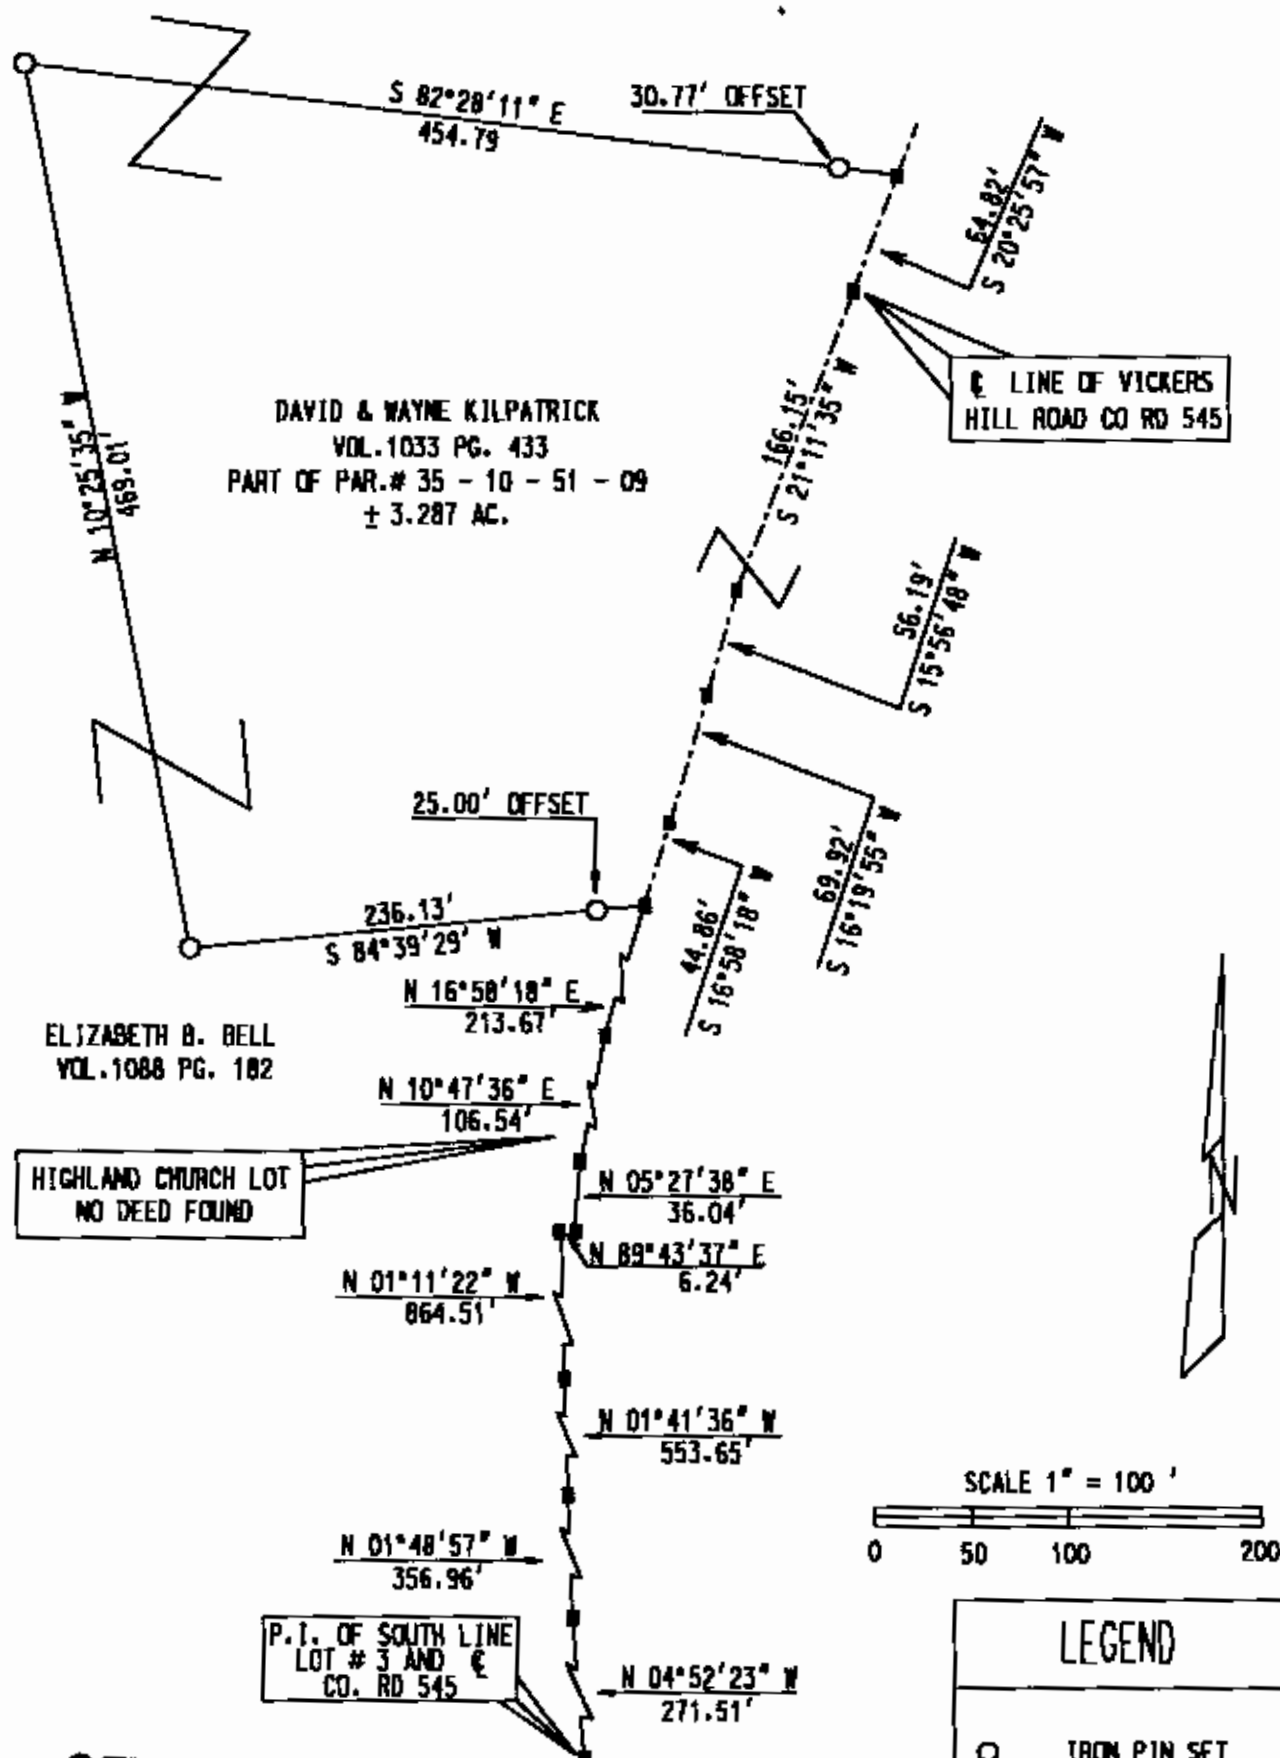 S 82°28'11" E
454.79
30.77' OFFSET
64.82'
S 20°25'57" W
℄ LINE OF VICKERS
HILL ROAD CO RD 545
166.15'
S 21°11'35" W
N 10°25'35" W
469.01'
DAVID & WAYNE KILPATRICK
VOL.1033 PG. 433
PART OF PAR.# 35 - 10 - 51 - 09
± 3.287 AC.
56.19'
S 15°56'48" W
25.00' OFFSET
69.92'
S 16°19'55" W
236.13'
S 84°39'29' W
44.86'
S 16°58'18" W
N 16°58'18" E
213.67'
ELIZABETH B. BELL
VOL.1088 PG. 182
N 10°47'36" E
106.54'
HIGHLAND CHURCH LOT
NO DEED FOUND
N 05°27'38" E
36.04'
N 89°43'37" E
6.24'
N 01°11'22" W
864.51'
N 01°41'36" W
553.65'
SCALE 1" = 100 '
0 50 100 200
N 01°48'57" W
356.96'
P.I. OF SOUTH LINE
LOT # 3 AND ℄
CO. RD 545
N 04°52'23" W
271.51'
LEGEND
IRON PIN SET